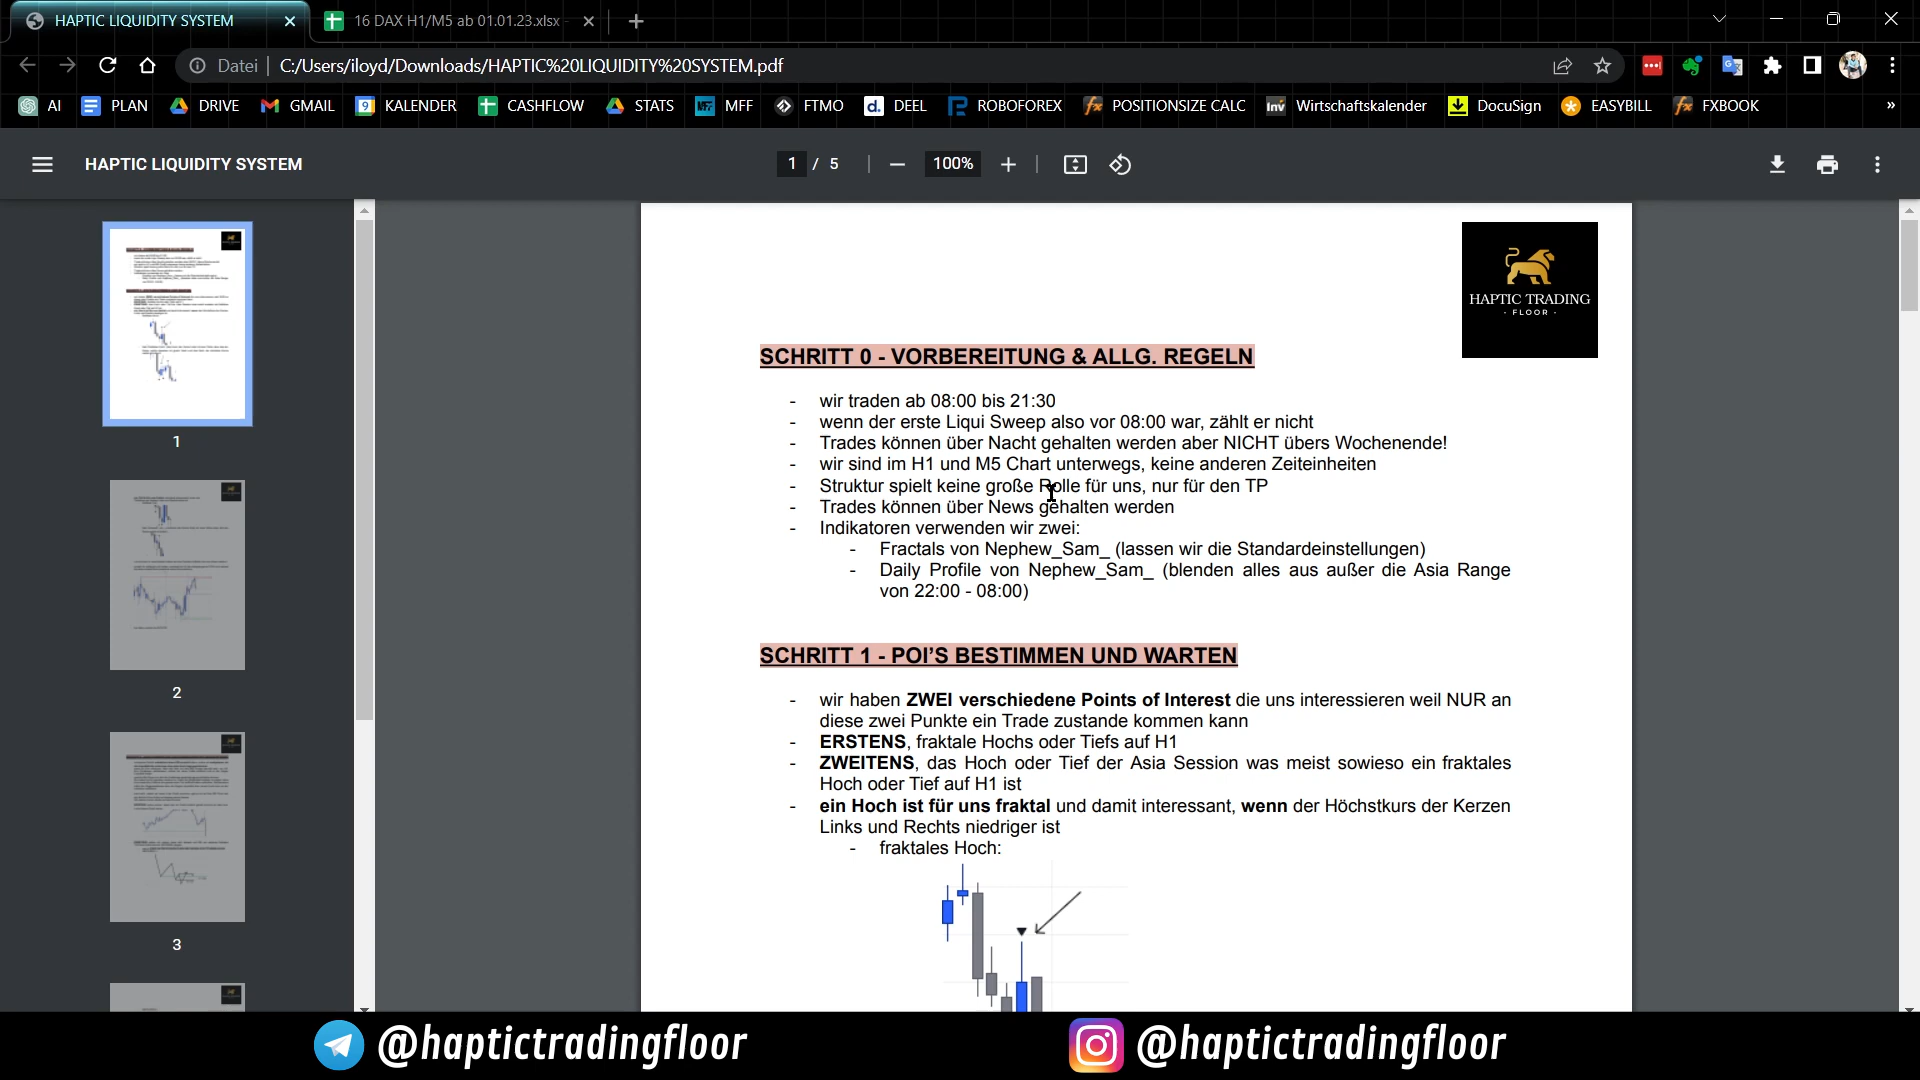 HAPTIC LIQUIDITY SYSTEM
16 DAX H1/M5 ab 01.01.23.xlsx -
Datei | C:/Users/iloyd/Downloads/HAPTIC%20LIQUIDITY%20SYSTEM.pdf
AI PLAN DRIVE GMAIL KALENDER CASHFLOW STATS MFF FTMO DEEL ROBOFOREX POSITIONSIZE CALC Wirtschaftskalender DocuSign EASYBILL FXBOOK »
HAPTIC LIQUIDITY SYSTEM
1 / 5
100%
HAPTIC TRADING
- FLOOR -
SCHRITT 0 - VORBEREITUNG & ALLG. REGELN
- wir traden ab 08:00 bis 21:30
- wenn der erste Liqui Sweep also vor 08:00 war, zählt er nicht
- Trades können über Nacht gehalten werden aber NICHT übers Wochenende!
- wir sind im H1 und M5 Chart unterwegs, keine anderen Zeiteinheiten
- Struktur spielt keine große Rolle für uns, nur für den TP
- Trades können über News gehalten werden
- Indikatoren verwenden wir zwei:
- Fractals von Nephew_Sam_ (lassen wir die Standardeinstellungen)
- Daily Profile von Nephew_Sam_ (blenden alles aus außer die Asia Range
von 22:00 - 08:00)
SCHRITT 1 - POI’S BESTIMMEN UND WARTEN
- wir haben ZWEI verschiedene Points of Interest die uns interessieren weil NUR an
diese zwei Punkte ein Trade zustande kommen kann
- ERSTENS, fraktale Hochs oder Tiefs auf H1
- ZWEITENS, das Hoch oder Tief der Asia Session was meist sowieso ein fraktales
Hoch oder Tief auf H1 ist
- ein Hoch ist für uns fraktal und damit interessant, wenn der Höchstkurs der Kerzen
Links und Rechts niedriger ist
- fraktales Hoch:
1
2
3
@haptictradingfloor
@haptictradingfloor